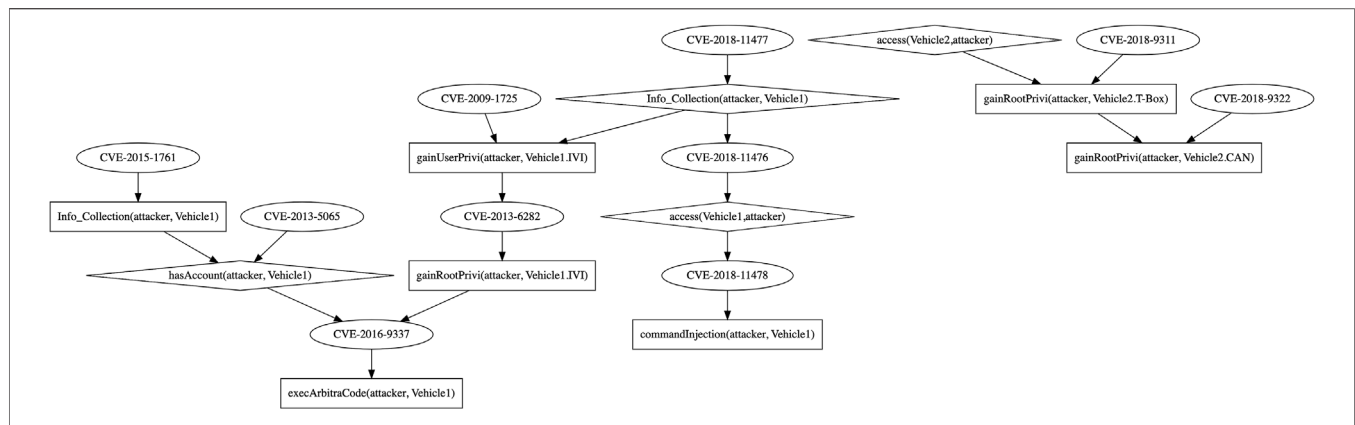 CVE-2018-11477
access(Vehicle2,attacker)
CVE-2018-9311
CVE-2009-1725
Info_Collection(attacker, Vehicle1)
gainRootPrivi(attacker, Vehicle2.T-Box)
CVE-2018-9322
CVE-2015-1761
gainUserPrivi(attacker, Vehicle1.IVI)
CVE-2018-11476
gainRootPrivi(attacker, Vehicle2.CAN)
Info_Collection(attacker, Vehicle1)
CVE-2013-5065
CVE-2013-6282
access(Vehicle1,attacker)
hasAccount(attacker, Vehicle1)
gainRootPrivi(attacker, Vehicle1.IVI)
CVE-2018-11478
CVE-2016-9337
commandInjection(attacker, Vehicle1)
execArbitraCode(attacker, Vehicle1)